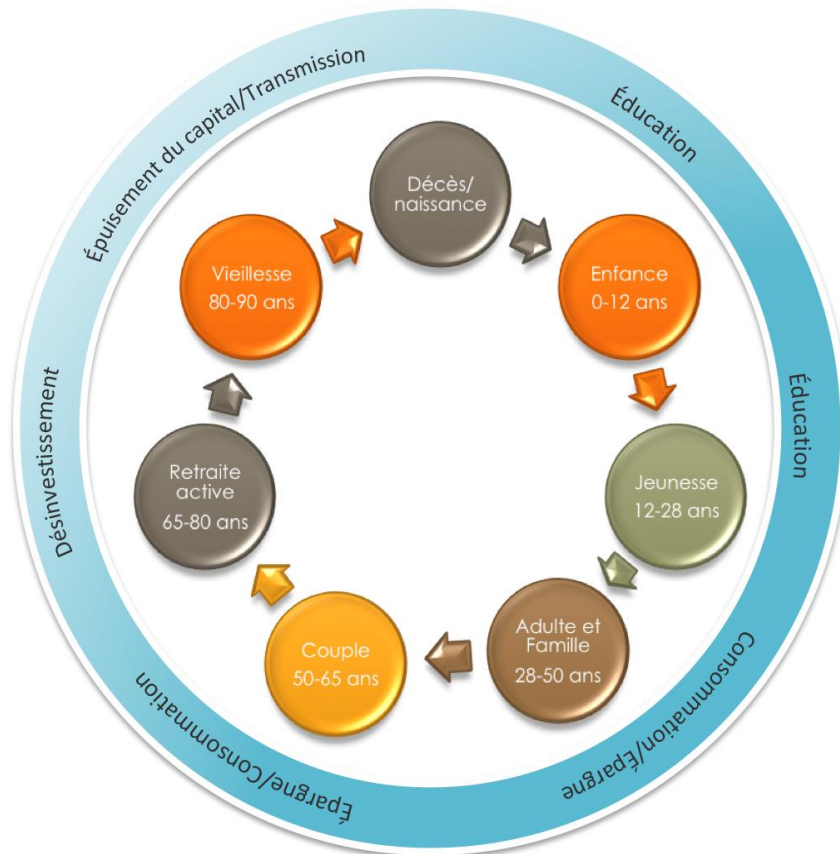 Décès/
naissance
Enfance
0-12 ans
Jeunesse
12-28 ans
Adulte et
Famille
28-50 ans
Couple
50-65 ans
Retraite
active
65-80 ans
Vieillesse
80-90 ans
Éducation
Éducation
Consommation/Épargne
Épargne/Consommation
Désinvestissement
Épuisement du capital/Transmission